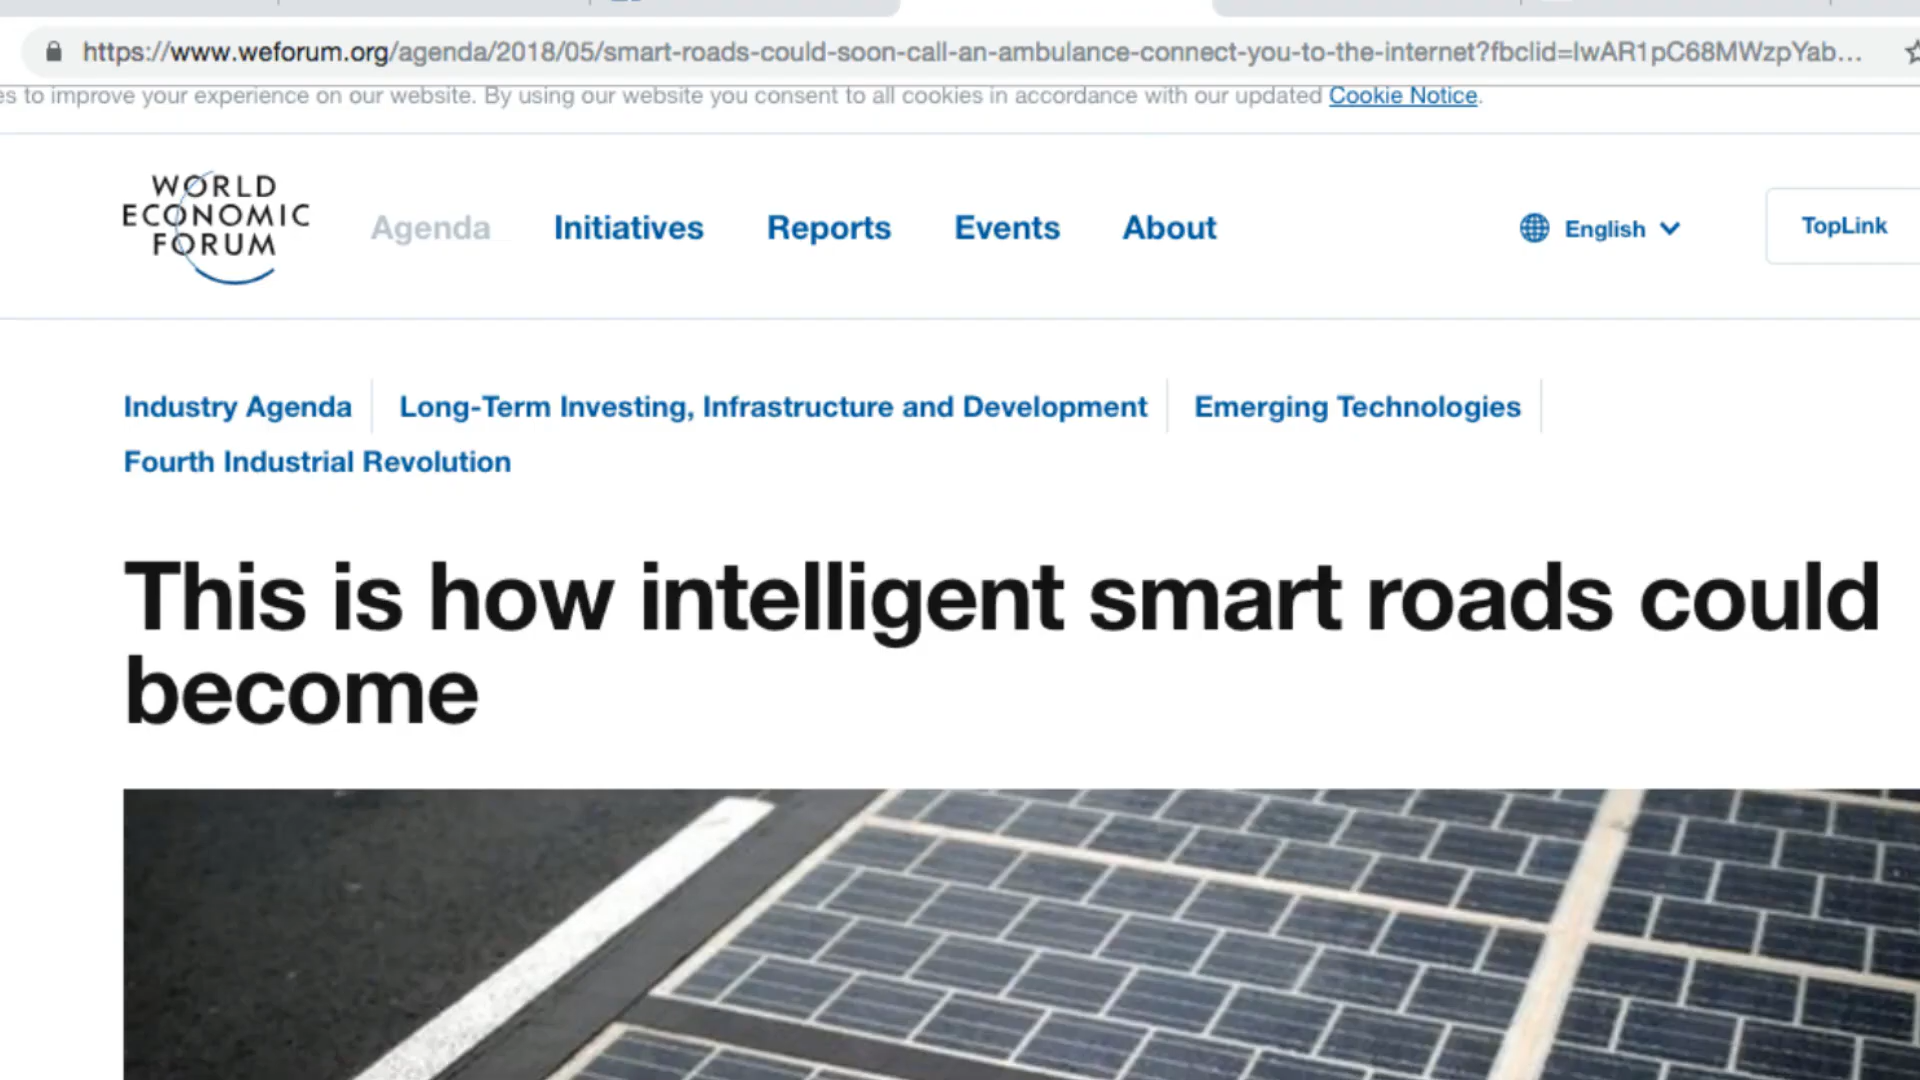 https://www.weforum.org/agenda/2018/05/smart-roads-could-soon-call-an-ambulance-connect-you-to-the-internet?fbclid=IwAR1pC68MWzpYab...
es to improve your experience on our website. By using our website you consent to all cookies in accordance with our updated Cookie Notice.
WORLD
ECONOMIC
FORUM
Agenda Initiatives Reports Events About English TopLink
Industry Agenda Long-Term Investing, Infrastructure and Development Emerging Technologies
Fourth Industrial Revolution
This is how intelligent smart roads could
become